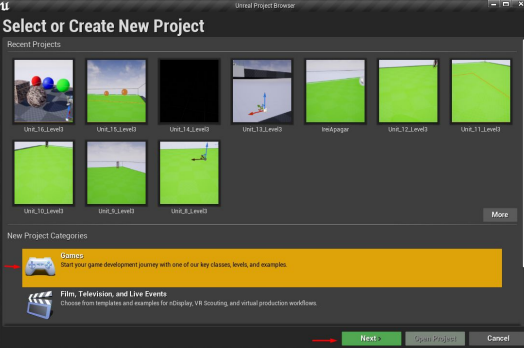 Unreal Project Browser
Select or Create New Project
Recent Projects
Unit_16_Level3
Unit_15_Level3
Unit_14_Level3
Unit_13_Level3
IreiApagar
Unit_12_Level3
Unit_11_Level3
Unit_10_Level3
Unit_9_Level3
Unit_8_Level3
More
New Project Categories
Games
Start your game development journey with one of our key classes, levels, and examples.
Film, Television, and Live Events
Choose from templates and examples for nDisplay, VR Scouting, and virtual production workflows.
Next >
Open Project
Cancel